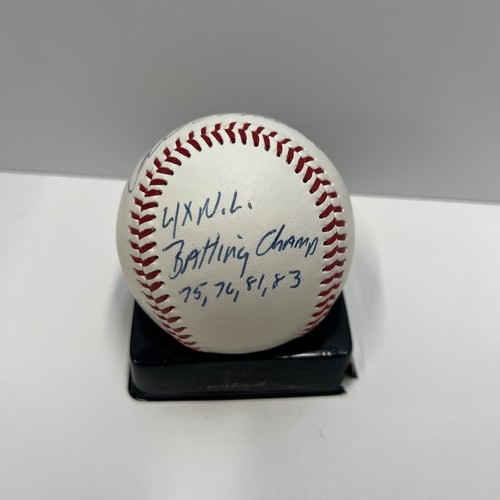 4X N.L.
Batting Champ
75, 76, 81, 83